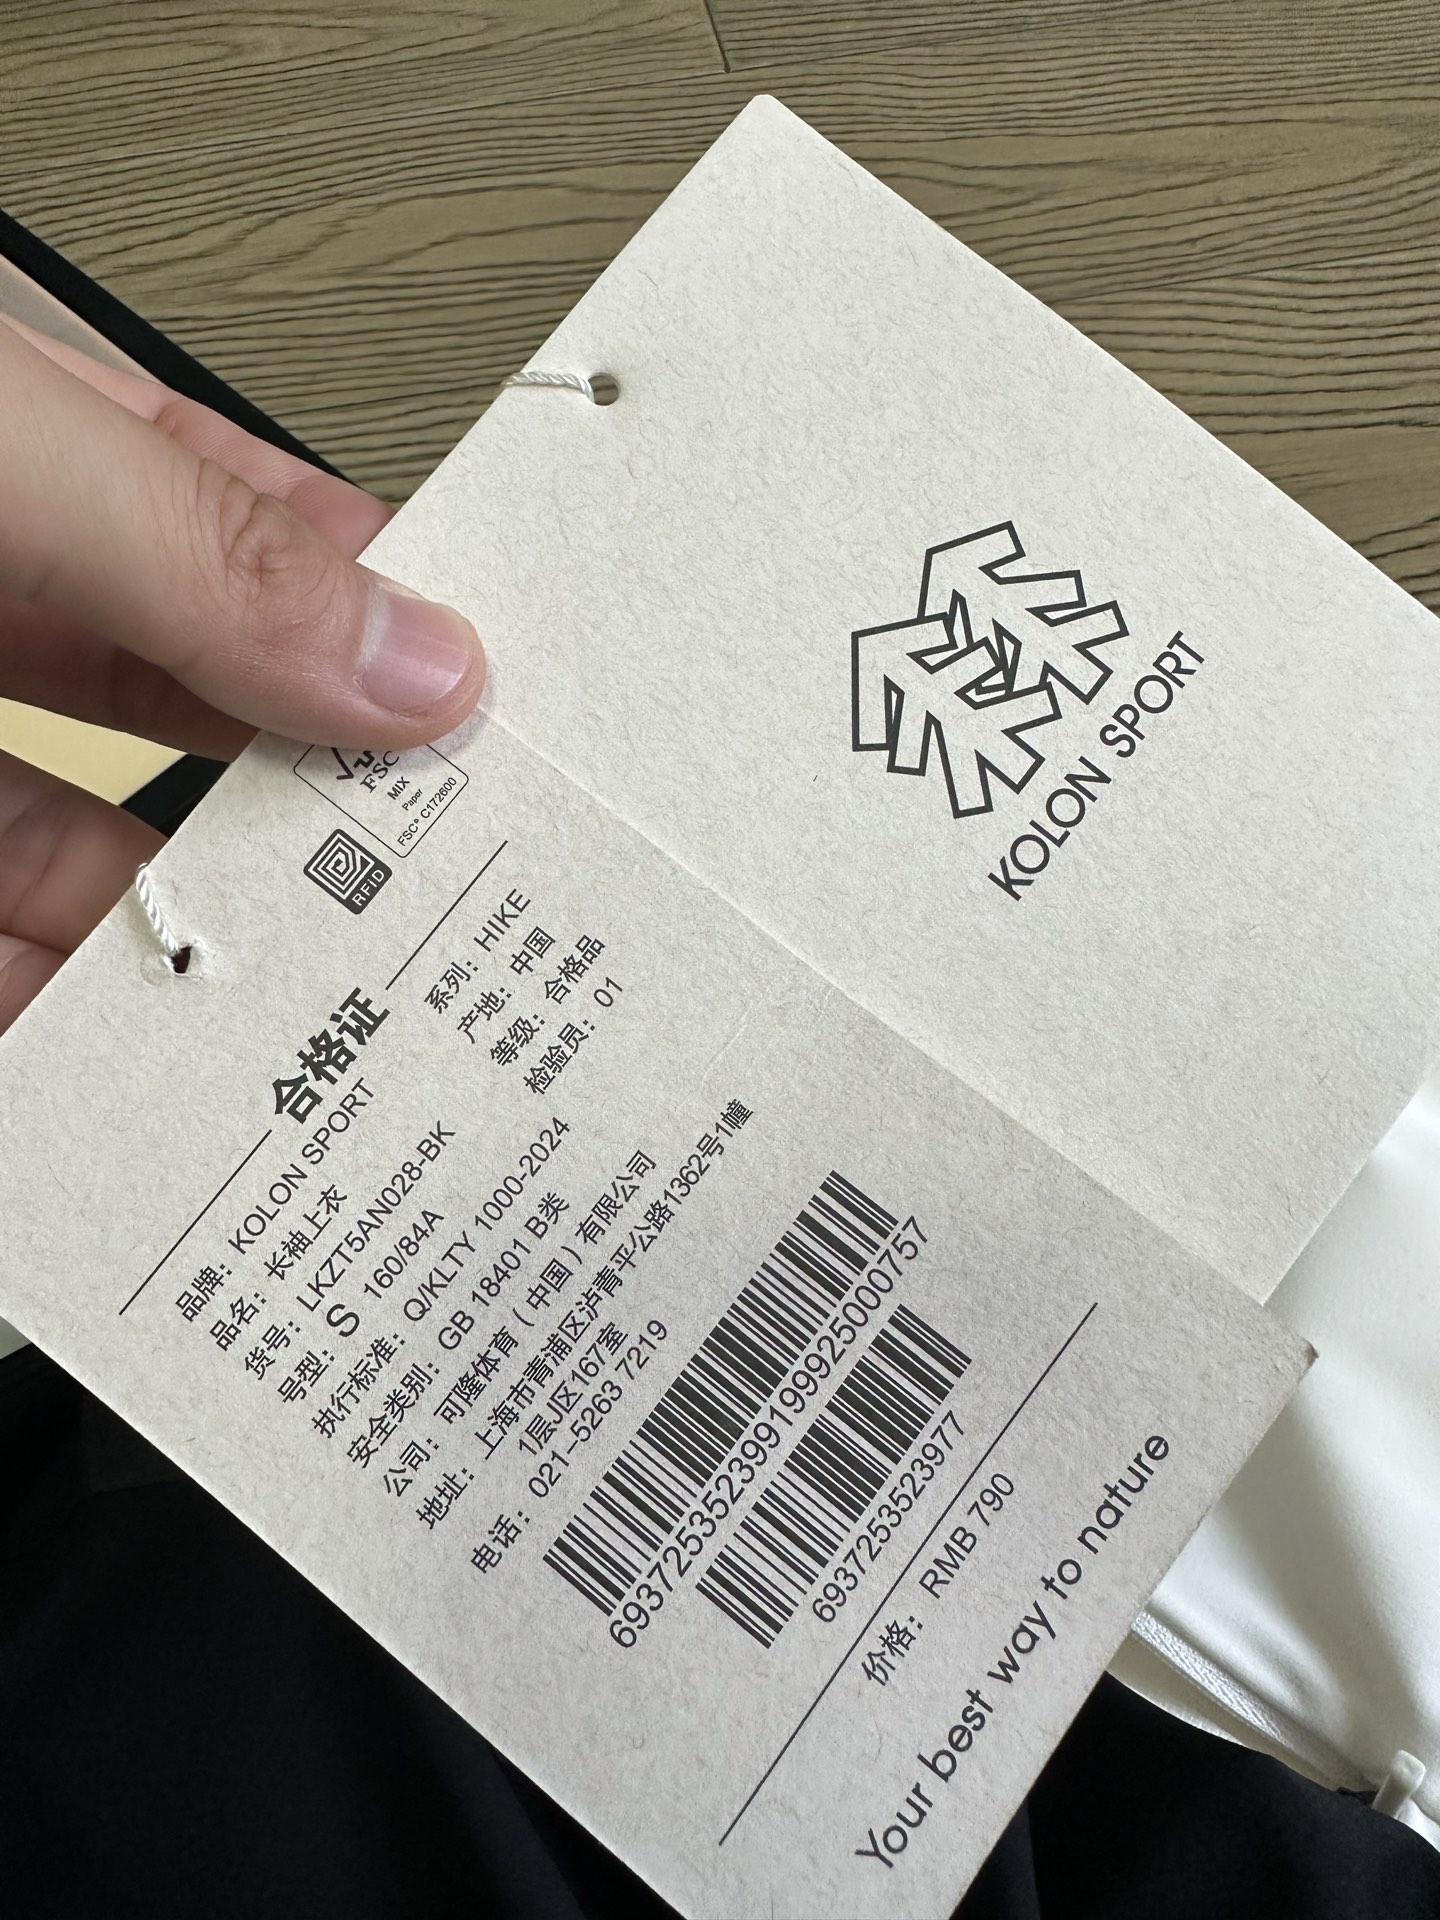 KOLON SPORT
FSC
MIX
Paper
FSC® C172600
RFID
合格证
品牌： KOLON SPORT
系列： HIKE
品名： 长袖上衣
产地： 中国
货号： LKZT5AN028-BK
等级： 合格品
号型： S 160/84A
检验员： 01
执行标准： Q/KLTY 1000-2024
安全类别： GB 18401 B类
公司： 可隆体育（中国）有限公司
地址： 上海市青浦区沪青平公路1362号1幢
1层J区167室
电话： 021-5263 7219
6937253523991999250​00757
6937253523977
价格： RMB 790
Your best way to nature